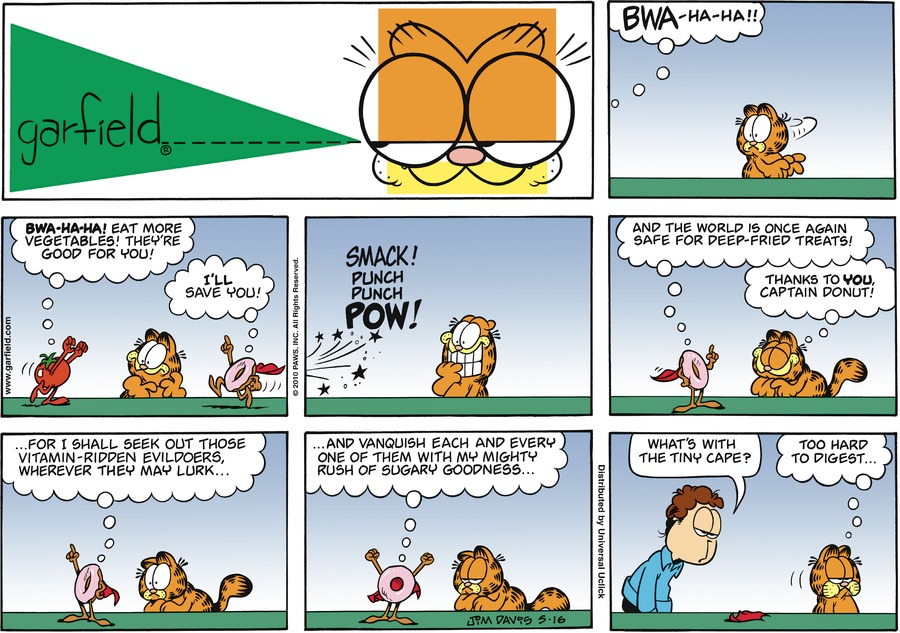 garfield®
BWA-HA-HA!!
BWA-HA-HA! EAT MORE
VEGETABLES! THEY'RE
GOOD FOR YOU!
I'LL
SAVE YOU!
www.garfield.com
© 2010 PAWS, INC. All Rights Reserved.
SMACK!
PUNCH
PUNCH
POW!
AND THE WORLD IS ONCE AGAIN
SAFE FOR DEEP-FRIED TREATS!
THANKS TO YOU,
CAPTAIN DONUT!
...FOR I SHALL SEEK OUT THOSE
VITAMIN-RIDDEN EVILDOERS,
WHEREVER THEY MAY LURK...
...AND VANQUISH EACH AND EVERY
ONE OF THEM WITH MY MIGHTY
RUSH OF SUGARY GOODNESS...
JIM DAVIS 5-16
Distributed by Universal Uclick
WHAT'S WITH
THE TINY CAPE?
TOO HARD
TO DIGEST...